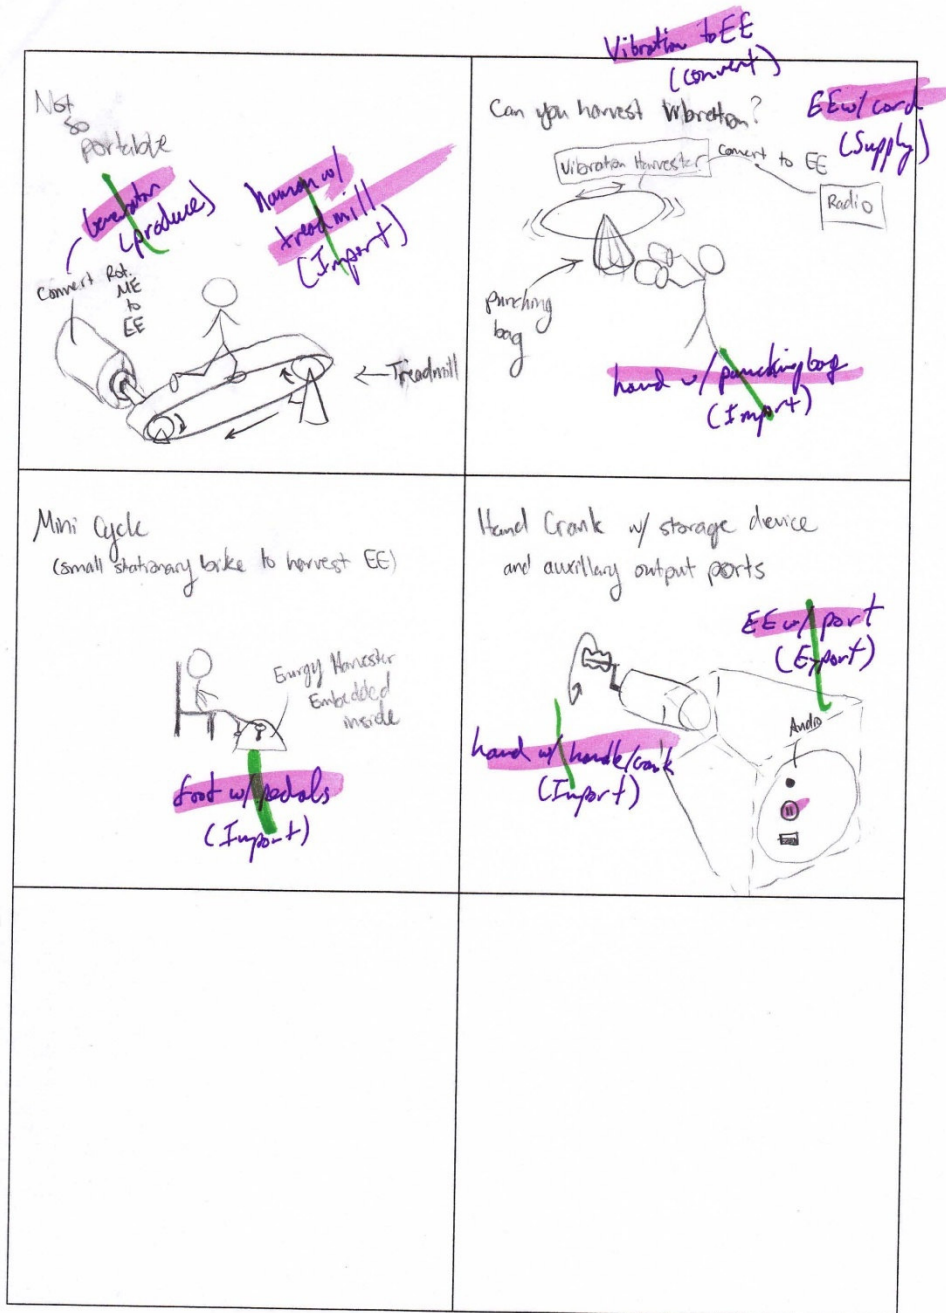 Vibration to EE
(convert)
Not
so
portable
Generator
(produce)
human w/
treadmill
(Import)
Convert Rot.
ME
to
EE
Treadmill
Can you harvest vibration?
EE w/ cord
(Supply)
Vibration Harvester
Convert to EE
Radio
punching
bag
hand w/ punching bag
(Import)
Mini Cycle
(small stationary bike to harvest EE)
Energy Harvester
Embedded
inside
foot w/ pedals
(Import)
Hand Crank w/ storage device
and auxillary output ports
EE w/ port
(Export)
hand w/ handle/crank
(Import)
Audio